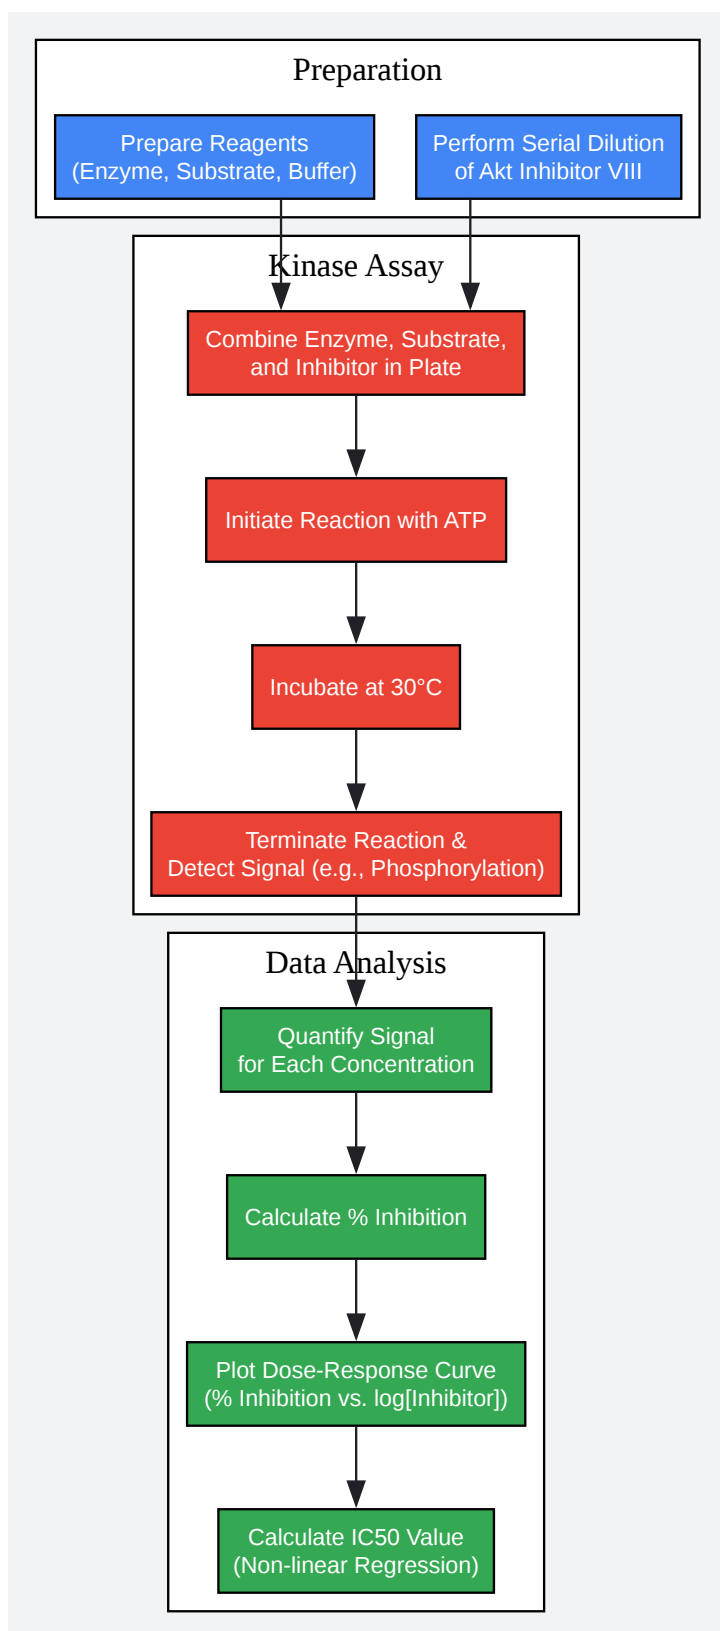 Preparation
Prepare Reagents
(Enzyme, Substrate, Buffer)
Perform Serial Dilution
of Akt Inhibitor VIII
Kinase Assay
Combine Enzyme, Substrate,
and Inhibitor in Plate
Initiate Reaction with ATP
Incubate at 30°C
Terminate Reaction &
Detect Signal (e.g., Phosphorylation)
Data Analysis
Quantify Signal
for Each Concentration
Calculate % Inhibition
Plot Dose-Response Curve
(% Inhibition vs. log[Inhibitor])
Calculate IC50 Value
(Non-linear Regression)